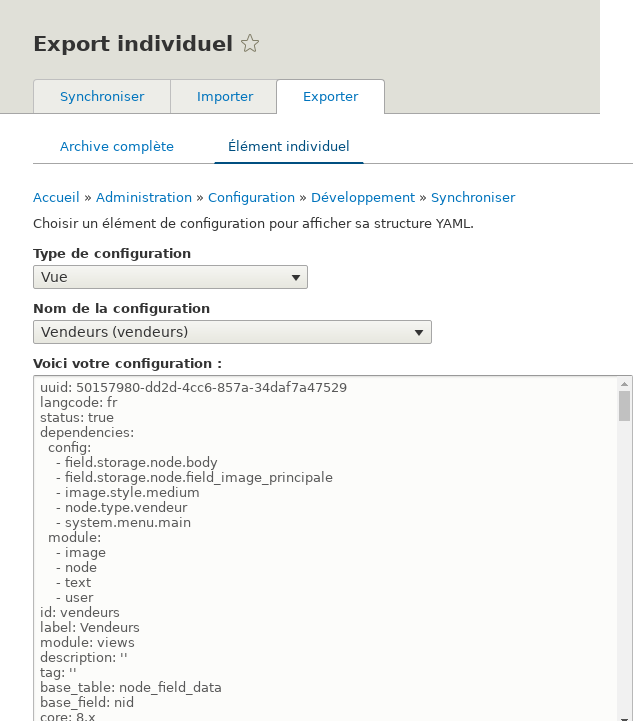 Export individuel
Synchroniser Importer Exporter
Archive complète Élément individuel
Accueil » Administration » Configuration » Développement » Synchroniser
Choisir un élément de configuration pour afficher sa structure YAML.
Type de configuration
Vue
Nom de la configuration
Vendeurs (vendeurs)
Voici votre configuration :
uuid: 50157980-dd2d-4cc6-857a-34daf7a47529
langcode: fr
status: true
dependencies:
  config:
    - field.storage.node.body
    - field.storage.node.field_image_principale
    - image.style.medium
    - node.type.vendeur
    - system.menu.main
  module:
    - image
    - node
    - text
    - user
id: vendeurs
label: Vendeurs
module: views
description: ''
tag: ''
base_table: node_field_data
base_field: nid
core: 8.x